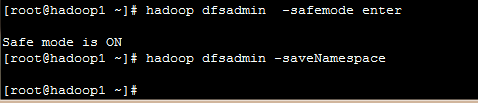 [root@hadoop1 ~]# hadoop dfsadmin  -safemode enter
Safe mode is ON
[root@hadoop1 ~]# hadoop dfsadmin -saveNamespace
[root@hadoop1 ~]#